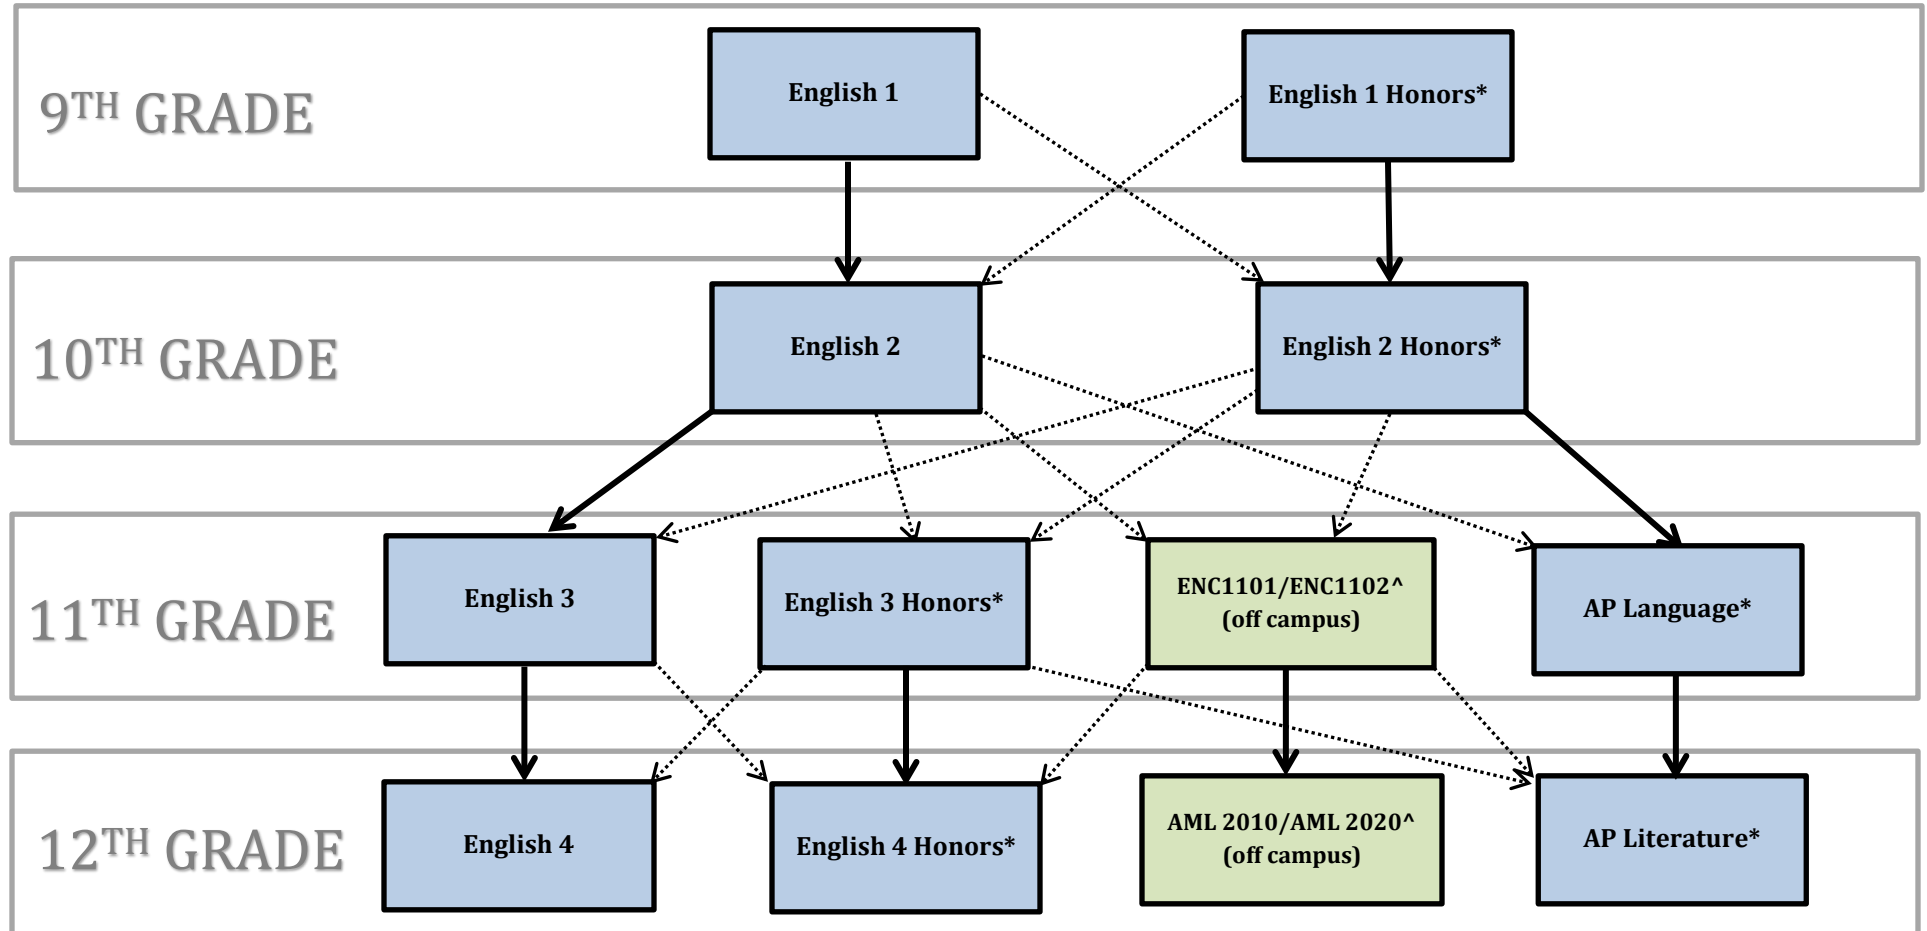 9TH GRADE
English 1
English 1 Honors*
10TH GRADE
English 2
English 2 Honors*
11TH GRADE
English 3
English 3 Honors*
ENC1101/ENC1102^
(off campus)
AP Language*
12TH GRADE
English 4
English 4 Honors*
AML 2010/AML 2020^
(off campus)
AP Literature*